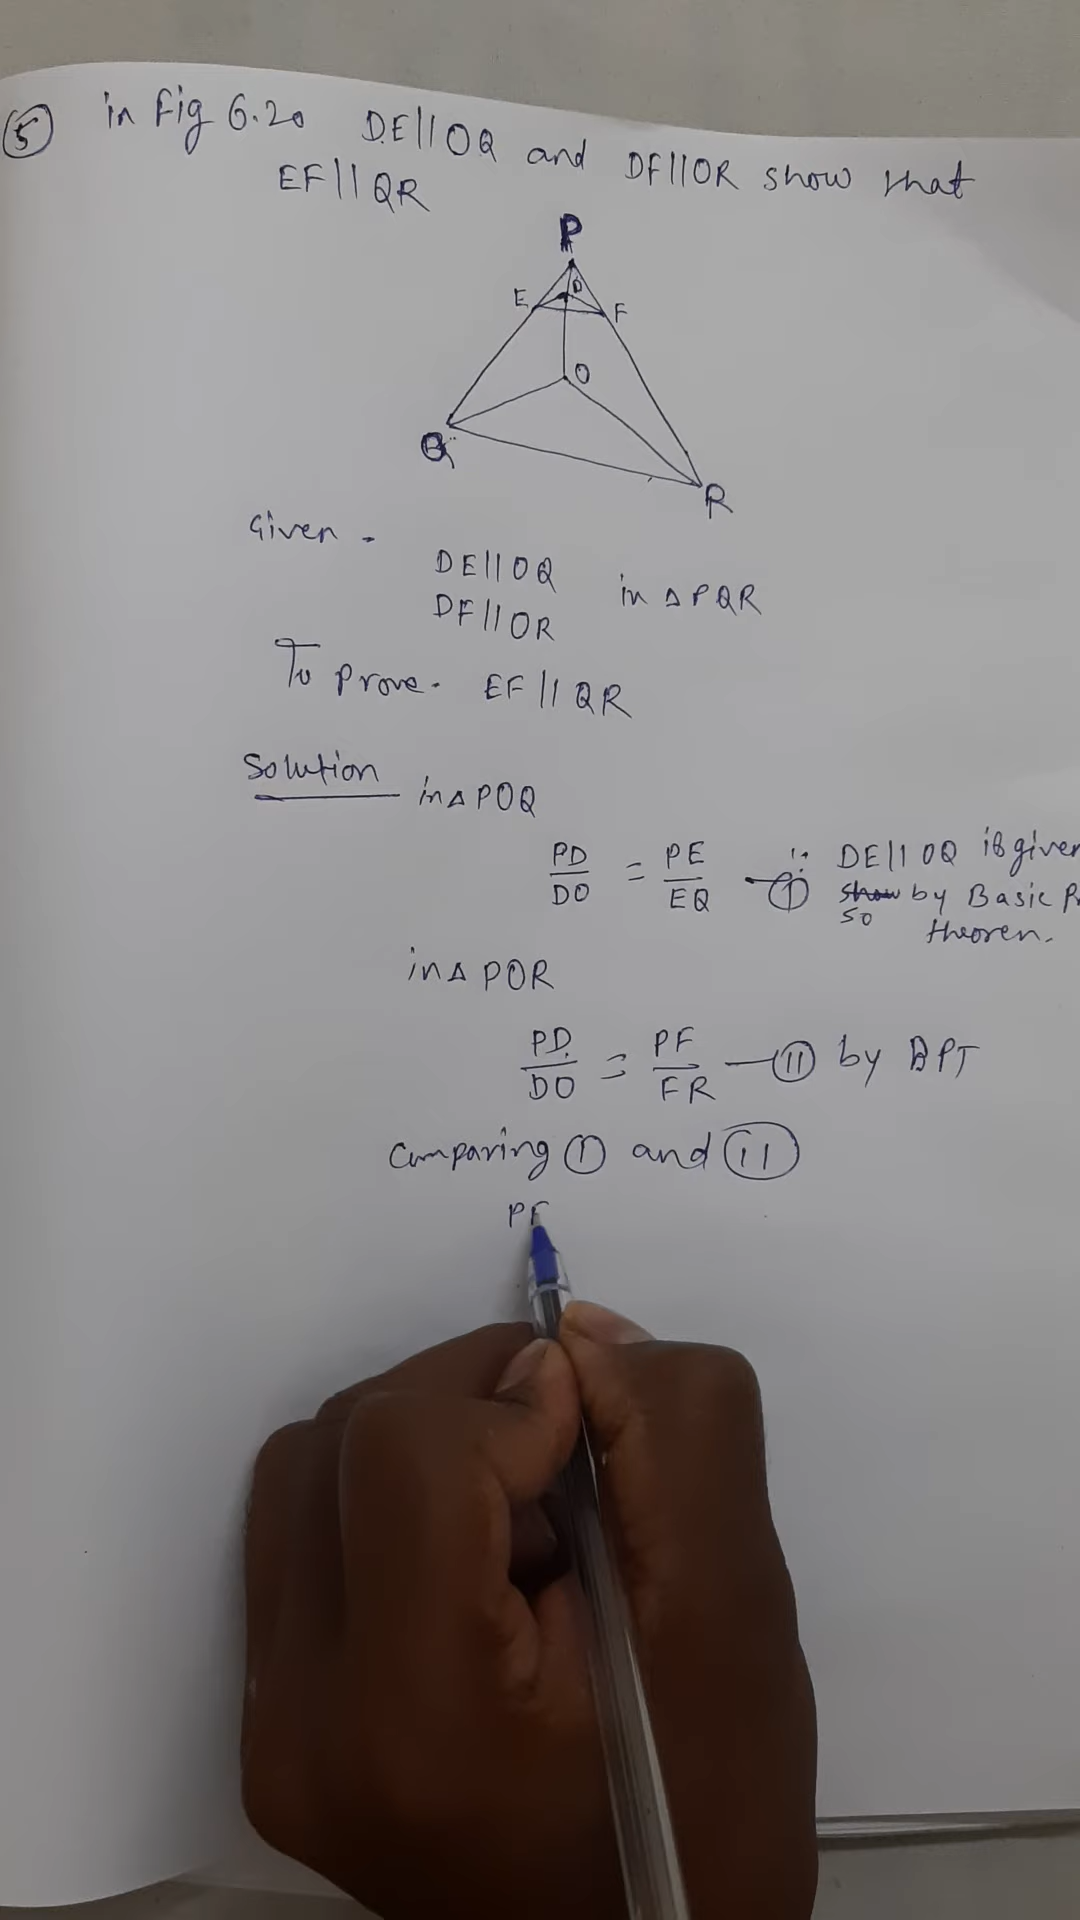 5 in Fig 6.20 DE||OQ and DF||OR show that
EF||QR
P
E D F
O
Q
R
Given -
DE||OQ
DF||OR in △PQR
To Prove - EF||QR
Solution in △POQ
PD/DO = PE/EQ —① ∵ DE||OQ is given
so by Basic
theoren.
in △POR
PD/DO = PF/FR —⑪ by BPT
Comparing ① and ⑪